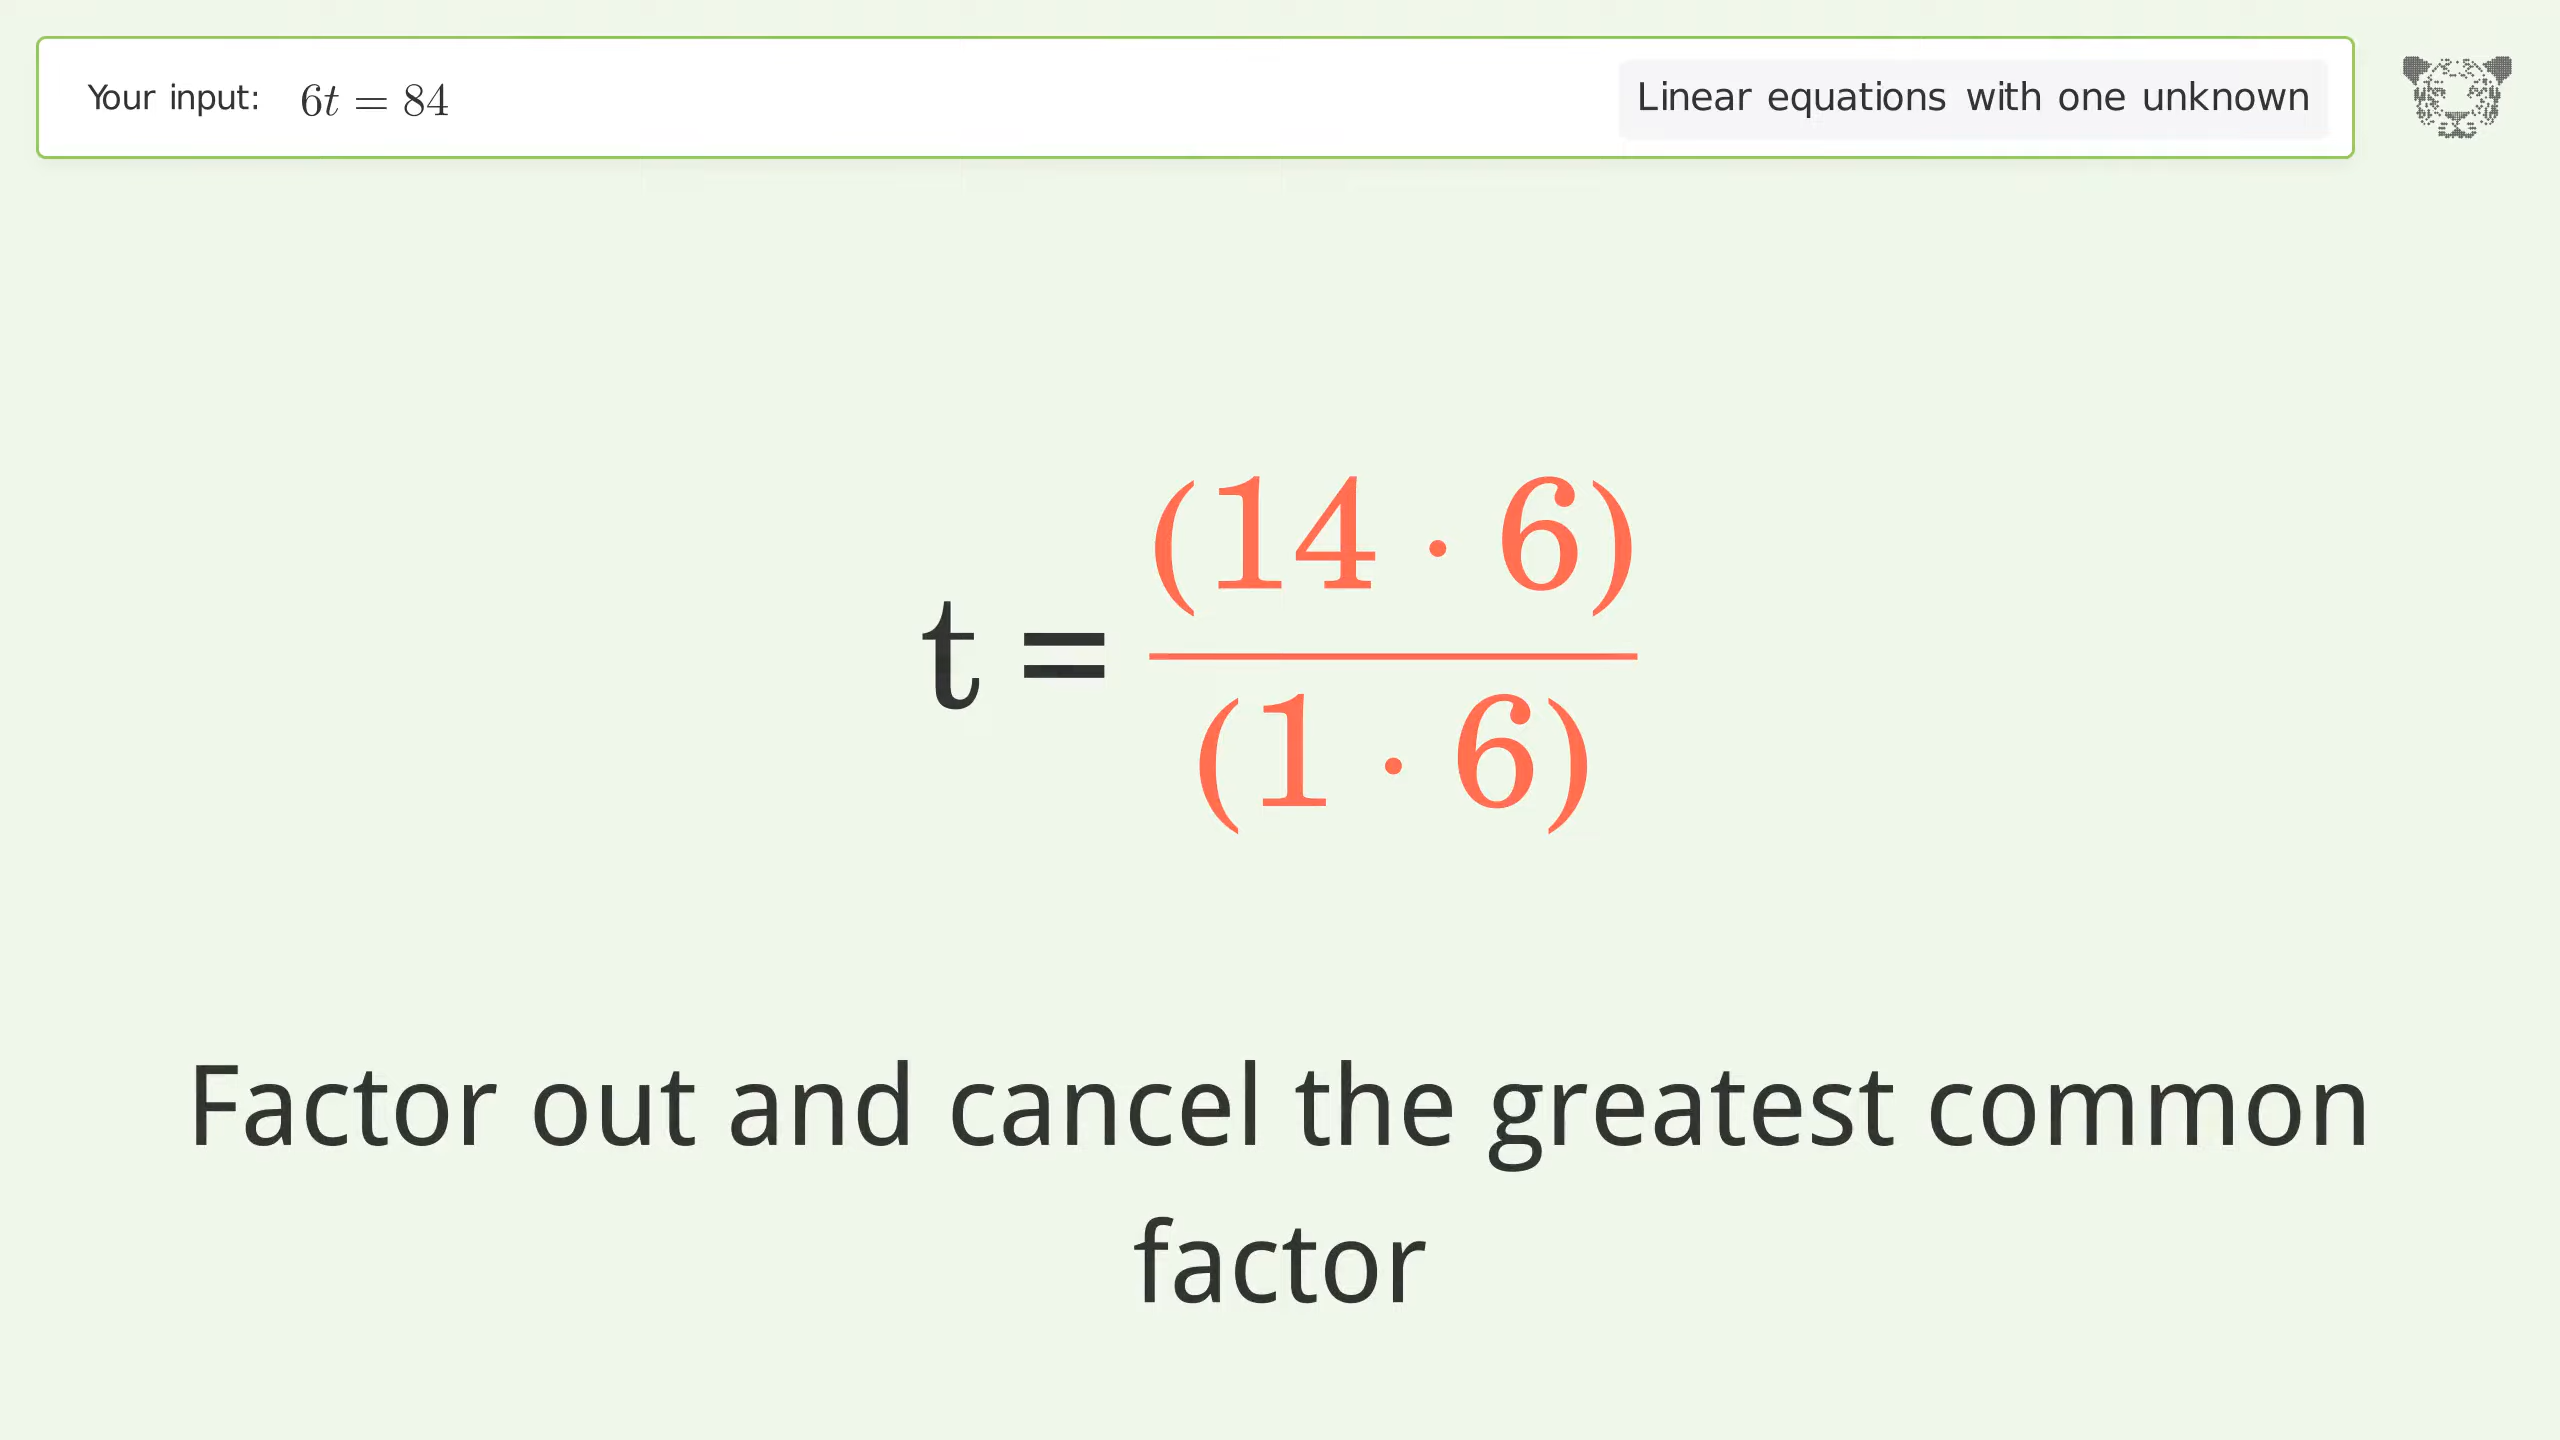 Your input: 6t = 84
Linear equations with one unknown
t = (14 · 6)
(1 · 6)
Factor out and cancel the greatest common
factor